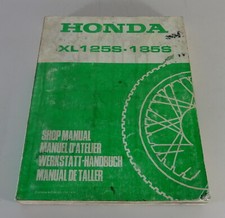 HONDA
XL125S-185S
SHOP MANUAL
MANUEL D'ATELIER
WERKSTATT-HANDBUCH
MANUAL DE TALLER